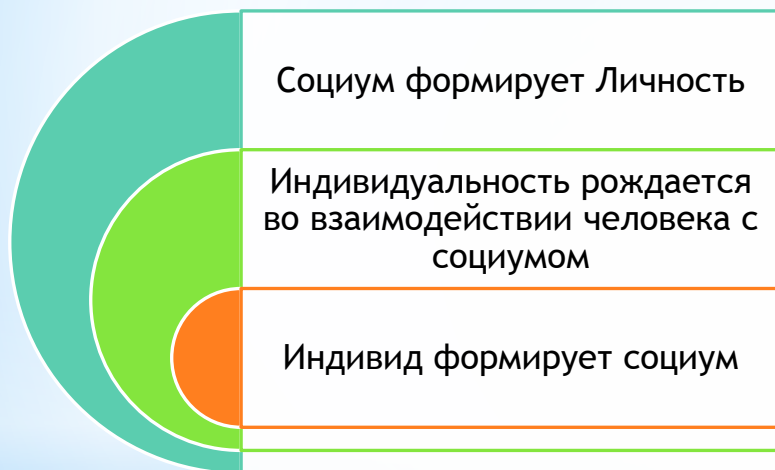 Социум формирует Личность
Индивидуальность рождается
во взаимодействии человека с
социумом
Индивид формирует социум